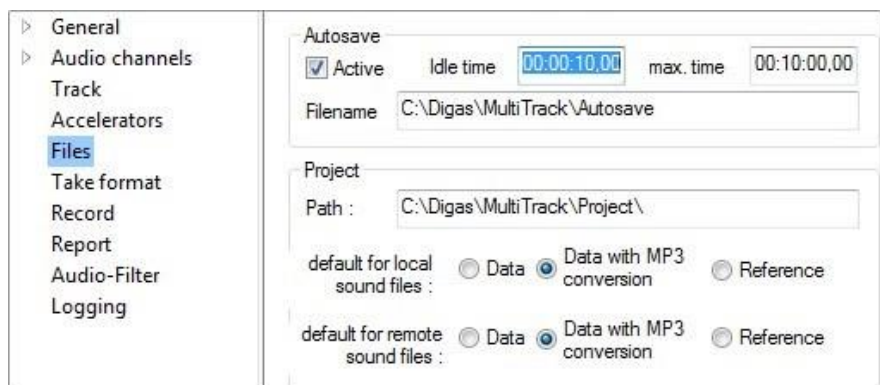 General
Audio channels
Track
Accelerators
Files
Take format
Record
Report
Audio-Filter
Logging
Autosave
Active Idle time 00:00:10,00 max. time 00:10:00,00
Filename C:\Digas\MultiTrack\Autosave
Project
Path : C:\Digas\MultiTrack\Project\
default for local sound files :
Data
Data with MP3 conversion
Reference
default for remote sound files :
Data
Data with MP3 conversion
Reference